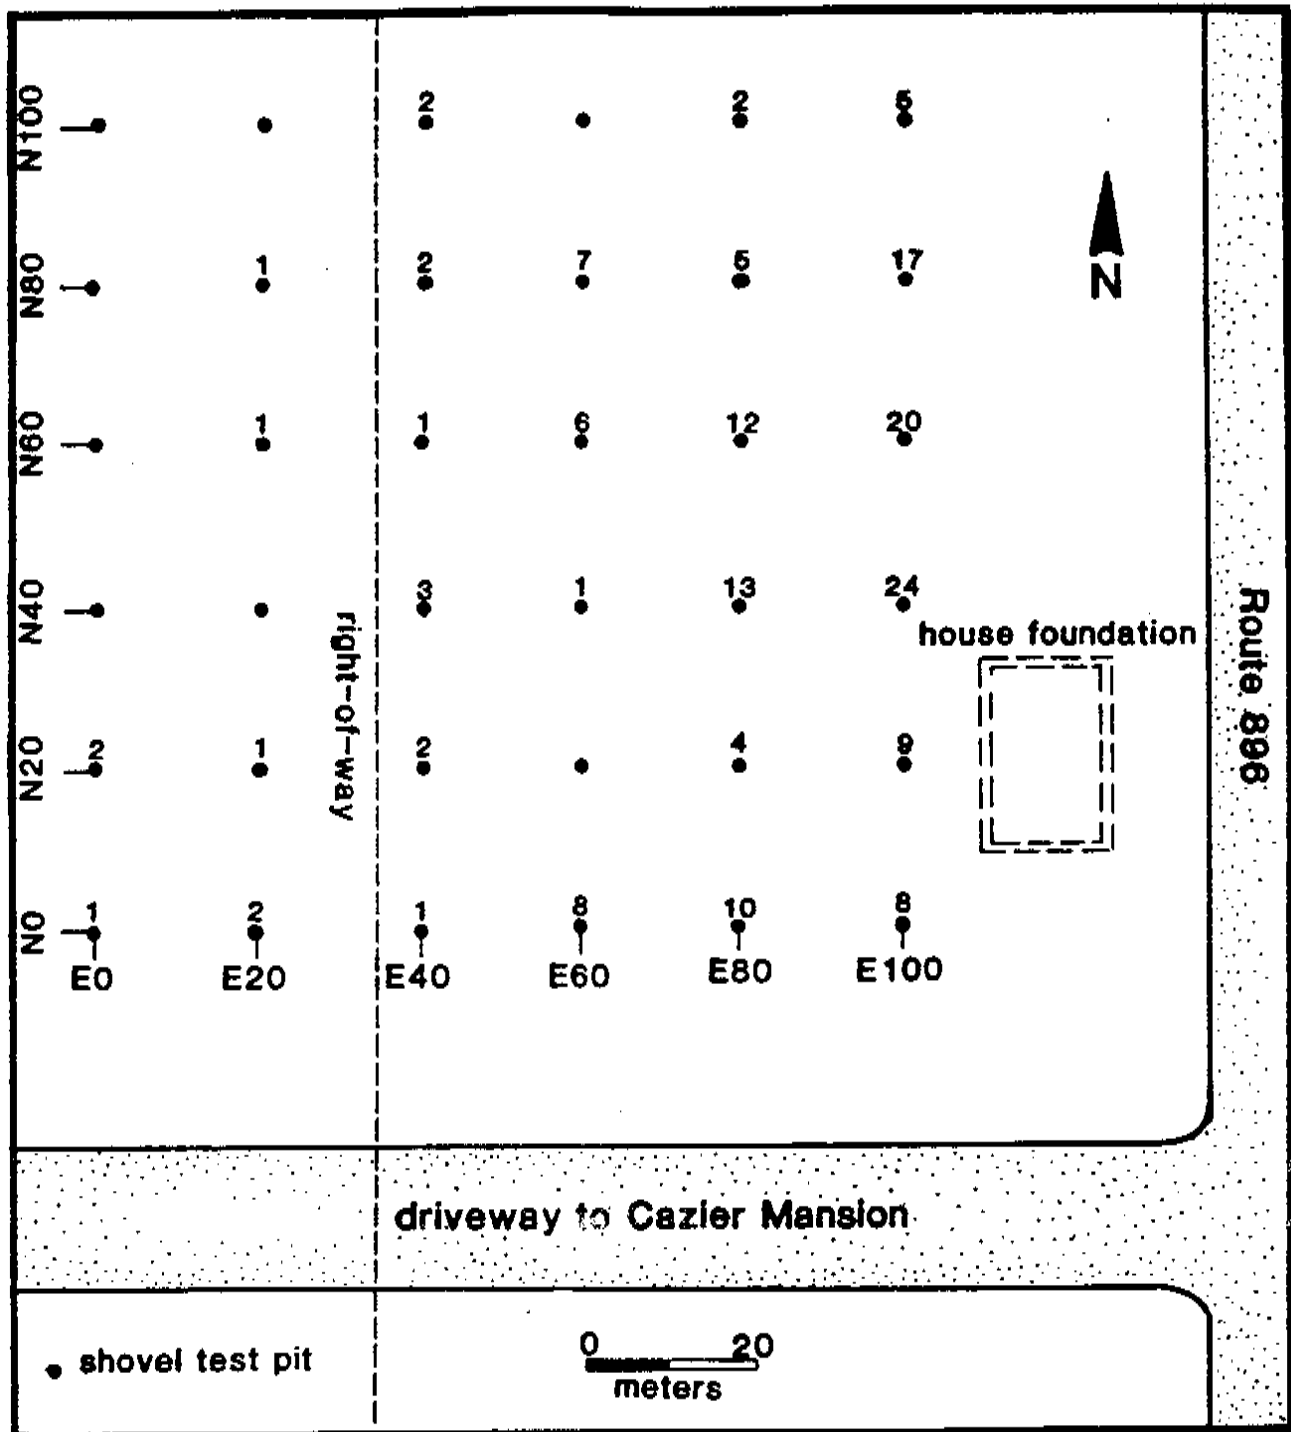 N100
2
2
5
N80
1
2
7
5
17
N
N60
1
1
6
12
20
N40
3
1
13
24
house foundation
right-of-way
Route 896
N20
2
1
2
4
9
N0
1
2
1
8
10
8
E0
E20
E40
E60
E80
E100
driveway to Cazier Mansion
shovel test pit
0 20
meters